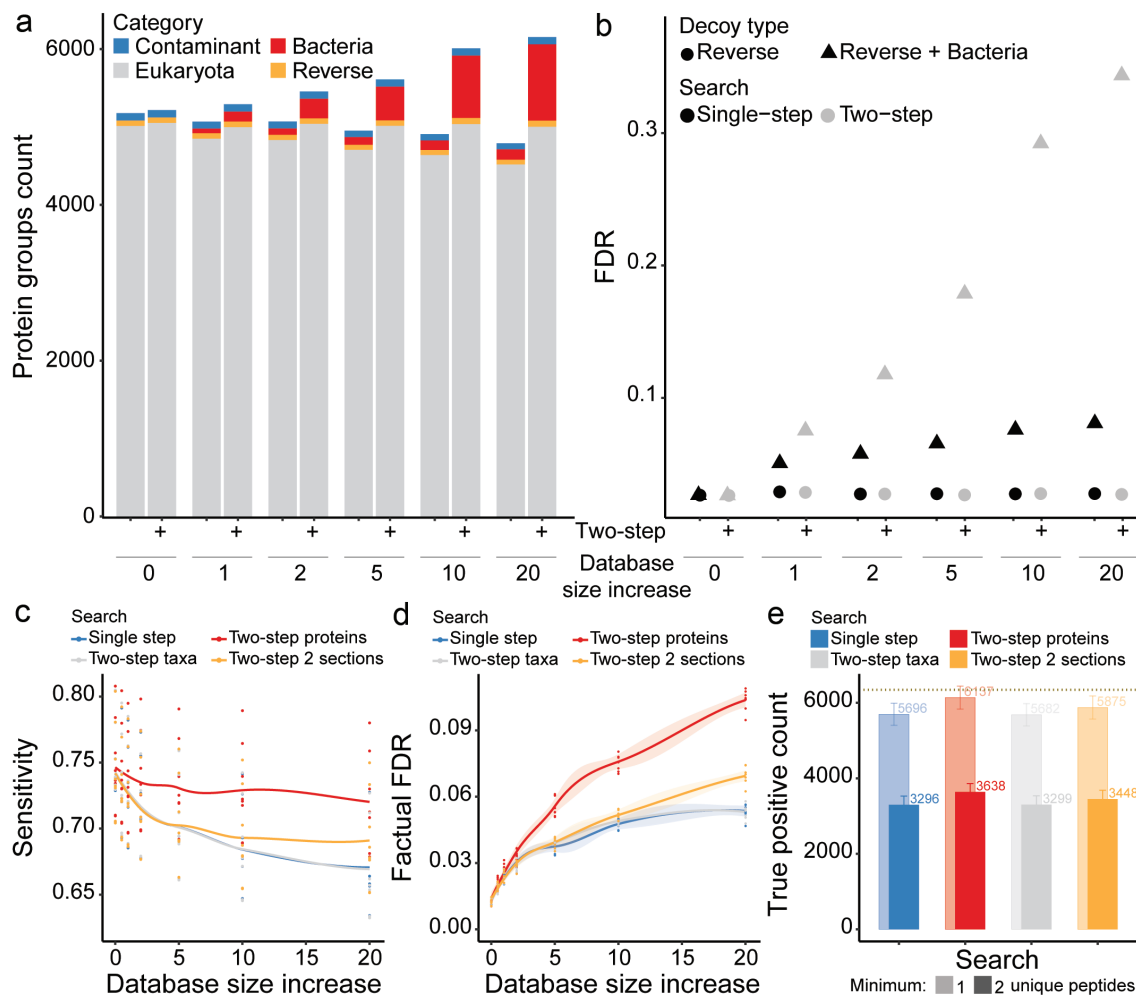 a
Category
Contaminant
Bacteria
Eukaryota
Reverse
Protein groups count
6000
4000
2000
0
+ + + + + +
Two-step
0 1 2 5 10 20
Database
size increase
b
Decoy type
Reverse
Reverse + Bacteria
Search
Single-step
Two-step
FDR
0.3
0.2
0.1
+ + + + + +
0 1 2 5 10 20
c
Search
Single step
Two-step proteins
Two-step taxa
Two-step 2 sections
Sensitivity
0.80
0.75
0.70
0.65
0 5 10 15 20
Database size increase
d
Search
Single step
Two-step proteins
Two-step taxa
Two-step 2 sections
Factual FDR
0.09
0.06
0.03
0.00
0 5 10 15 20
Database size increase
e
Search
Single step
Two-step proteins
Two-step taxa
Two-step 2 sections
True positive count
6000
4000
2000
0
5696
5682
5875
3296
3638
3299
3448
Search
Minimum: 1 2 unique peptides